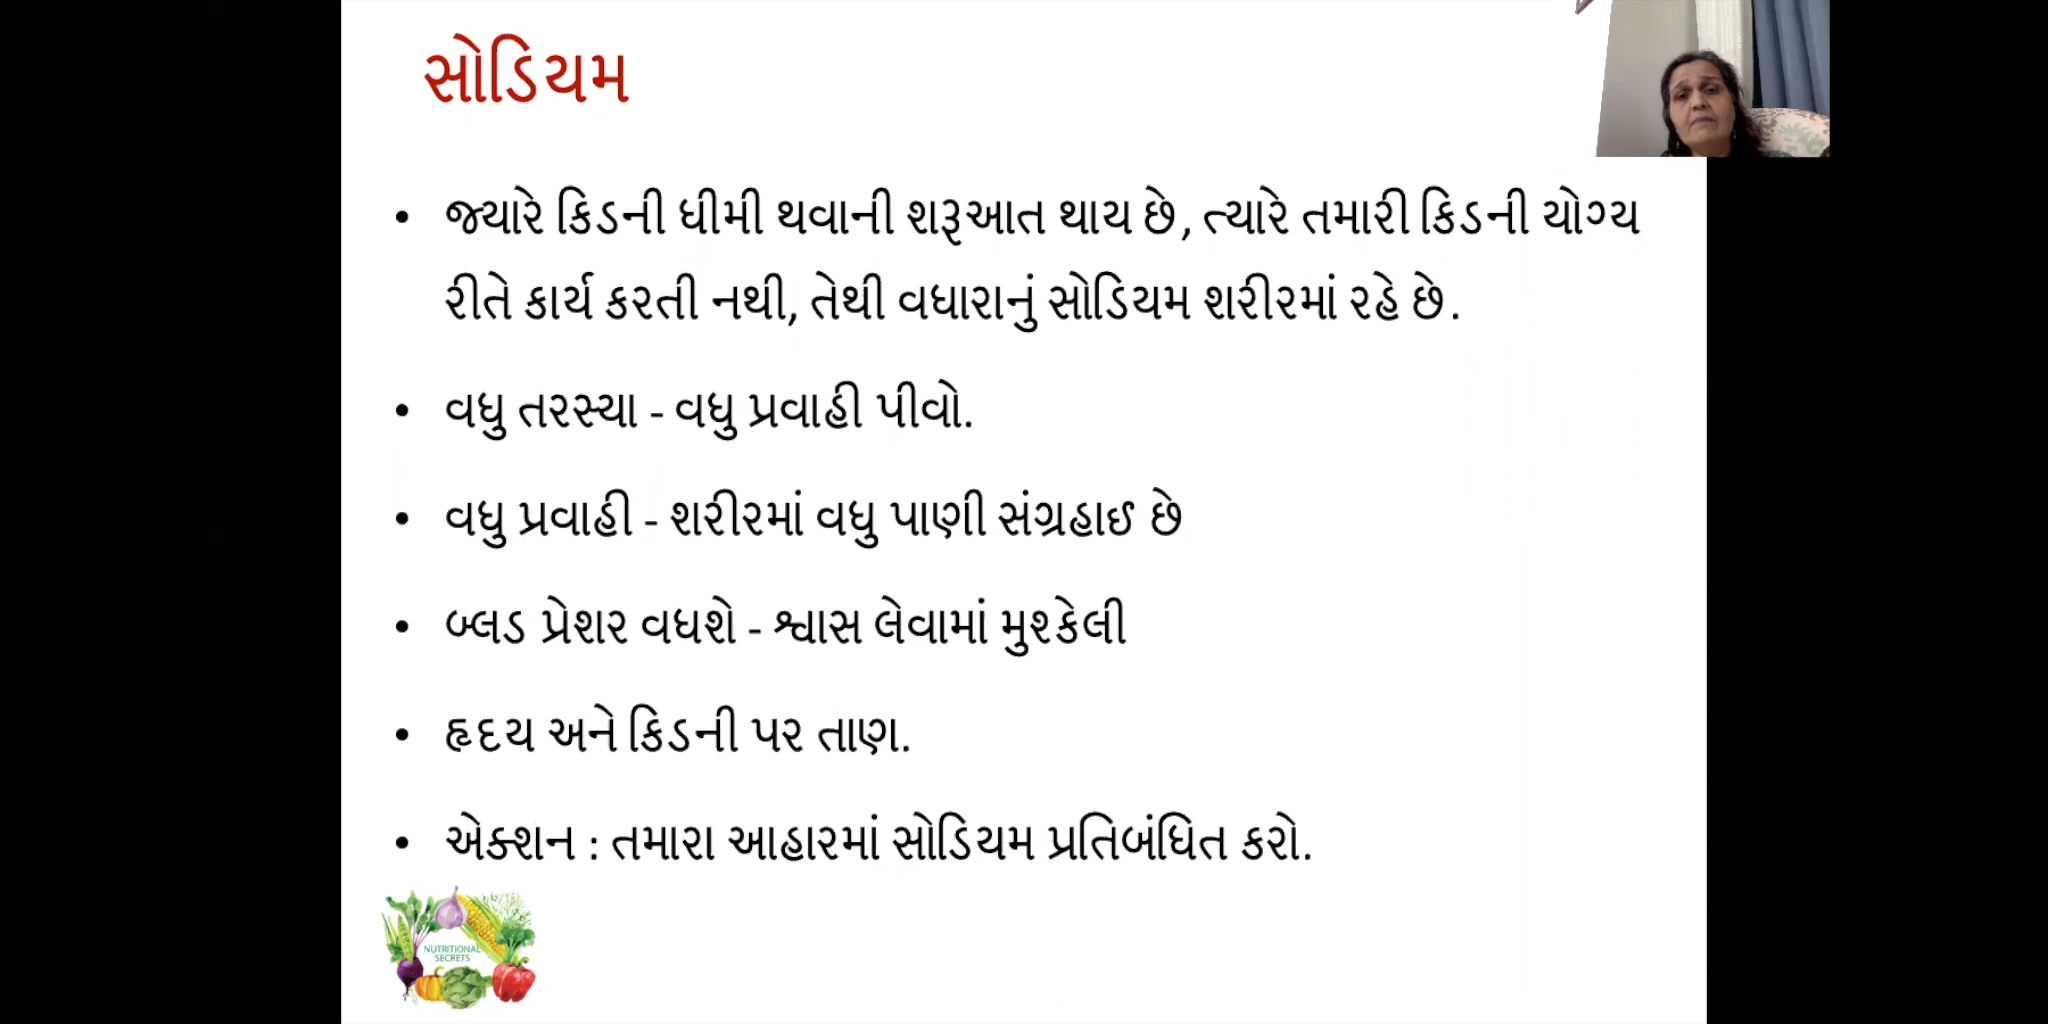 સોડિયમ
• જ્યારે કિડની ધીમી થવાની શરૂઆત થાય છે, ત્યારે તમારી કિડની યોગ્ય
રીતે કાર્ય કરતી નથી, તેથી વધારાનું સોડિયમ શરીરમાં રહે છે.
• વધુ તરસ્યા - વધુ પ્રવાહી પીવો.
• વધુ પ્રવાહી - શરીરમાં વધુ પાણી સંગ્રહાઈ છે
• બ્લડ પ્રેશર વધશે - શ્વાસ લેવામાં મુશ્કેલી
• હૃદય અને કિડની પર તાણ.
• એક્શન : તમારા આહારમાં સોડિયમ પ્રતિબંધિત કરો.
NUTRITIONAL
SECRETS